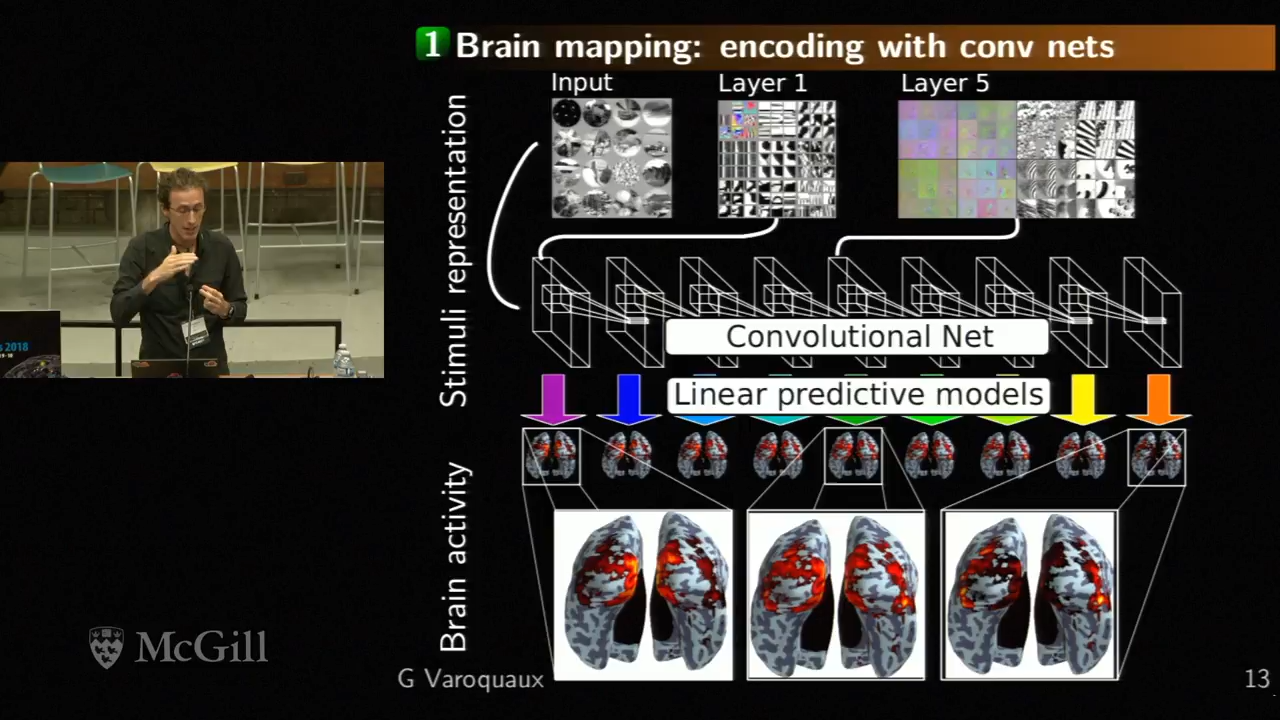 1 Brain mapping: encoding with conv nets
Input
Layer 1
Layer 5
Stimuli representation
Convolutional Net
Linear predictive models
Brain activity
2018
McGill
G Varoquaux
13